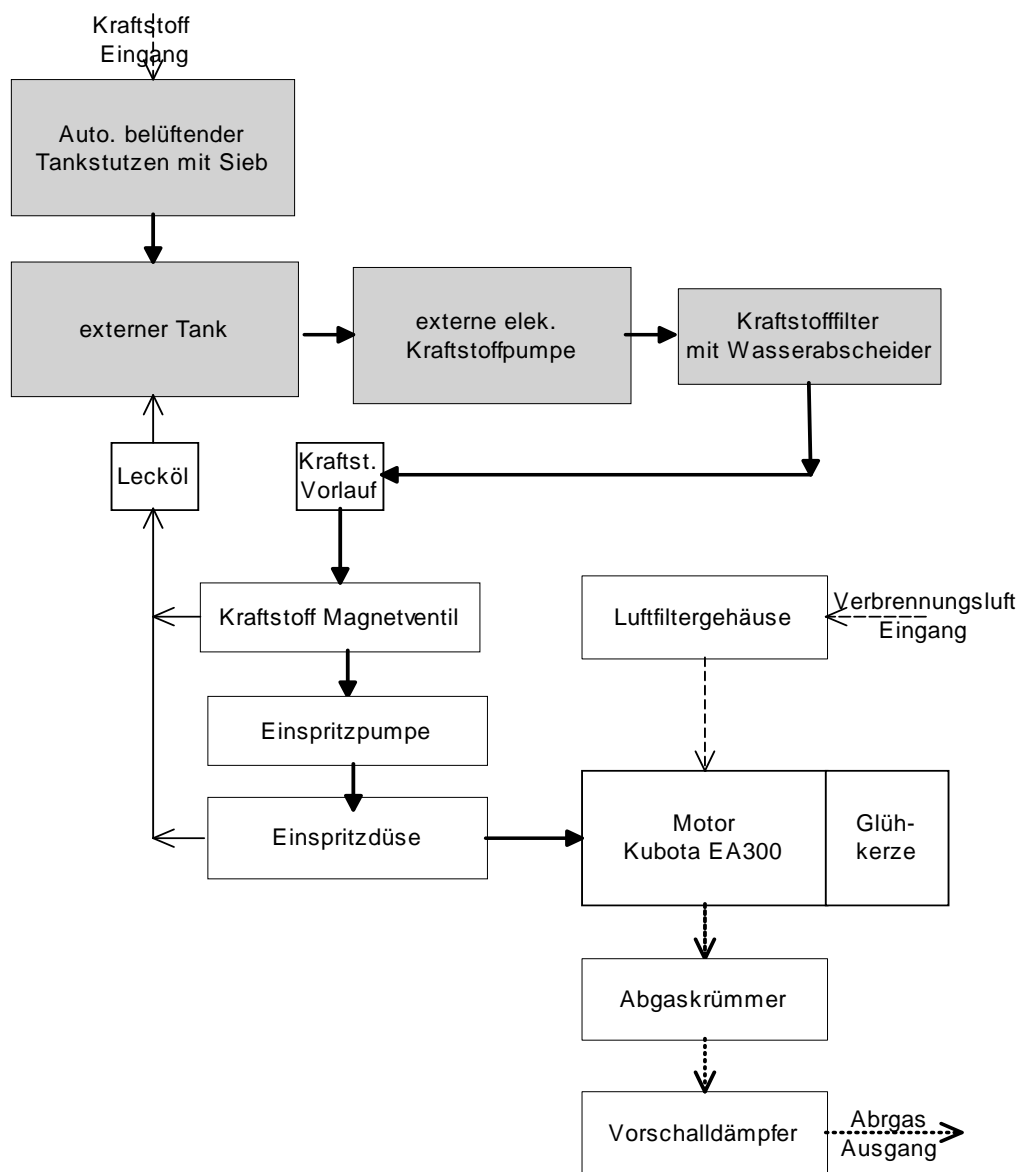 Kraftstoff
Eingang
Auto. belüftender
Tankstutzen mit Sieb
externer Tank
externe elek.
Kraftstoffpumpe
Kraftstofffilter
mit Wasserabscheider
Lecköl
Kraftst.
Vorlauf
Kraftstoff Magnetventil
Luftfiltergehäuse
Verbrennungsluft
Eingang
Einspritzpumpe
Einspritzdüse
Motor
Kubota EA300
Glüh-
kerze
Abgaskrümmer
Vorschalldämpfer
Abrgas
Ausgang